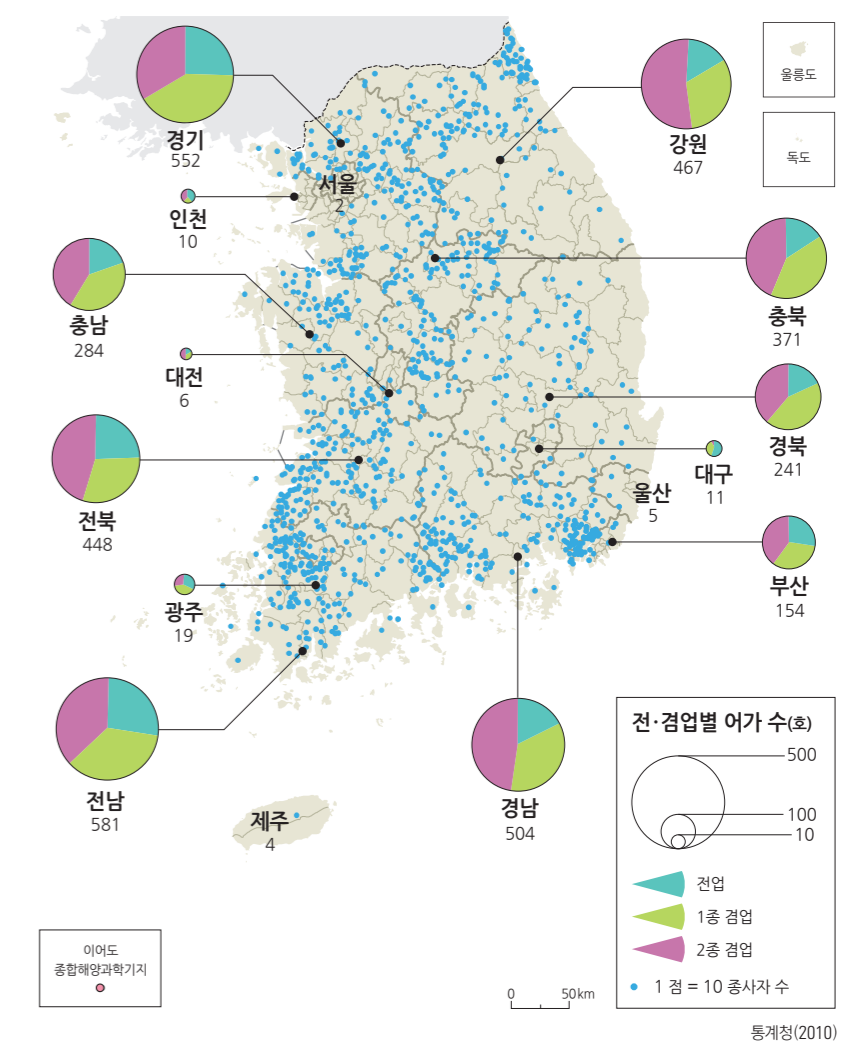 울릉도
독도
경기
552
강원
467
서울
2
인천
10
충남
284
충북
371
대전
6
경북
241
대구
11
울산
5
전북
448
부산
154
광주
19
전남
581
경남
504
제주
4
전·겸업별 어가 수(호)
500
100
10
전업
1종 겸업
2종 겸업
1 점 = 10 종사자 수
이어도
종합해양과학기지
0 50km
통계청(2010)